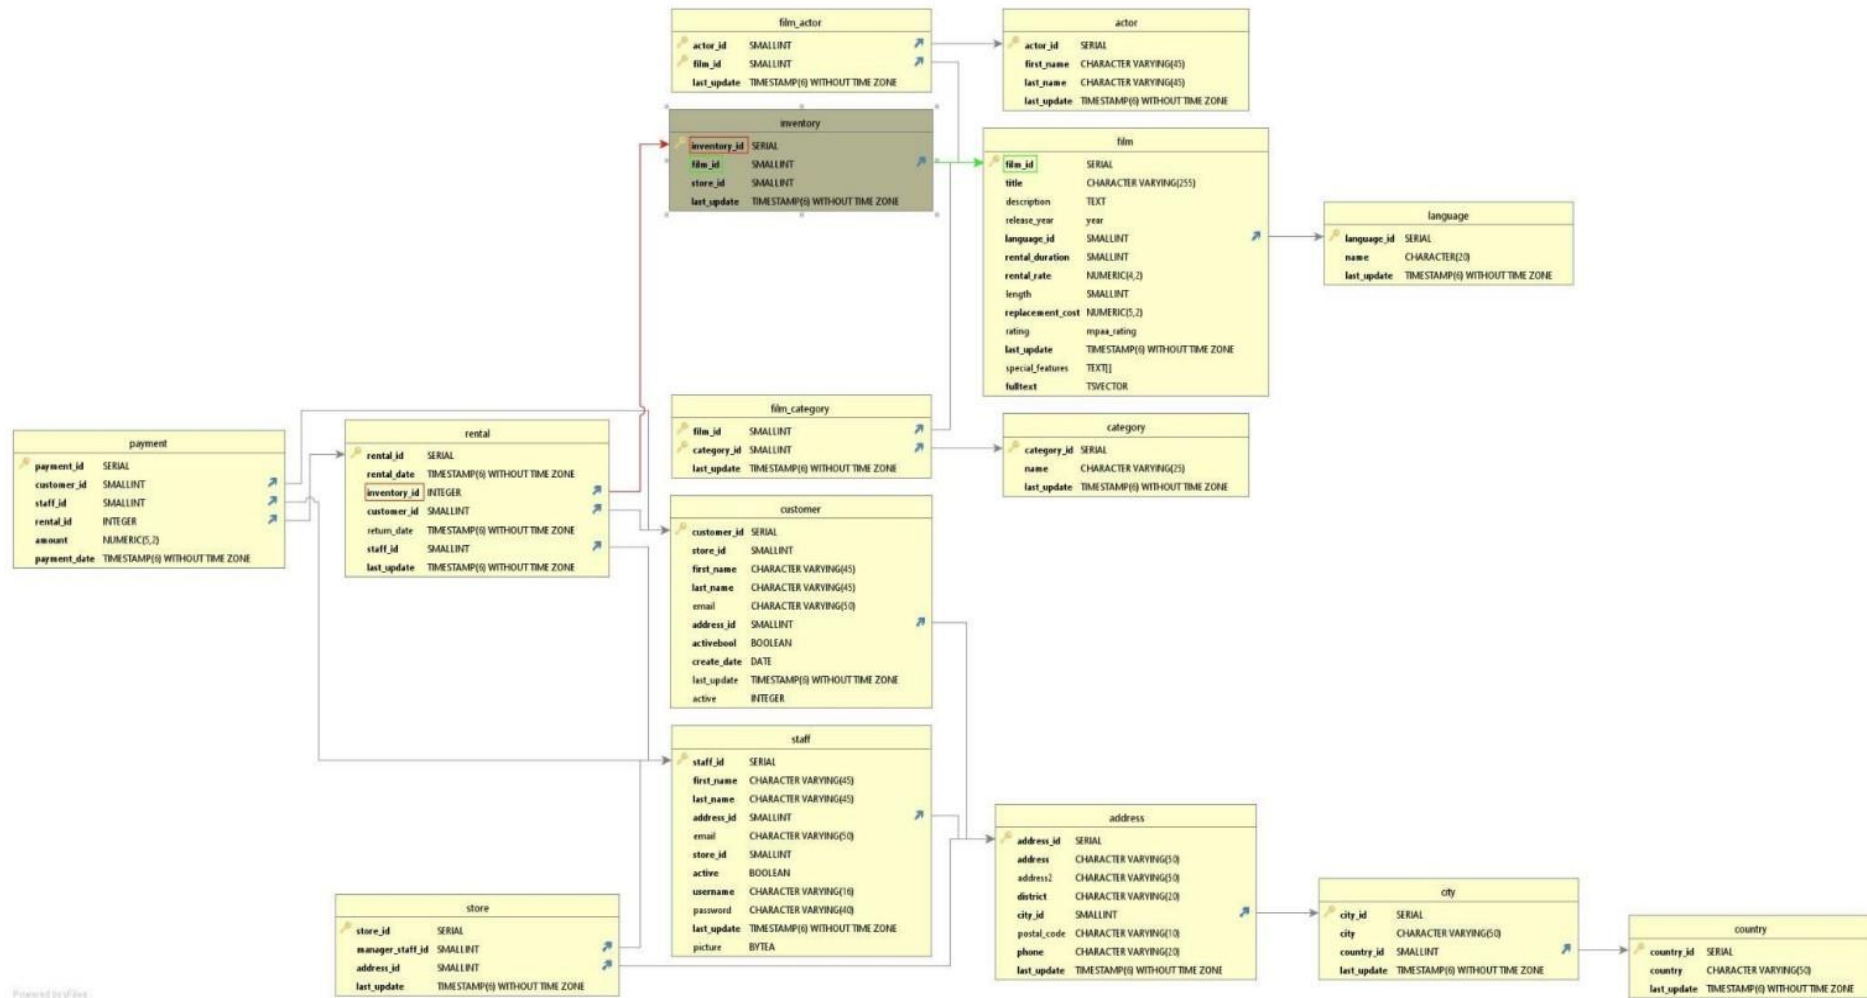 film_actor
actor_id SMALLINT
film_id SMALLINT
last_update TIMESTAMP(6) WITHOUT TIME ZONE
actor
actor_id SERIAL
first_name CHARACTER VARYING(45)
last_name CHARACTER VARYING(45)
last_update TIMESTAMP(6) WITHOUT TIME ZONE
inventory
inventory_id SERIAL
film_id SMALLINT
store_id SMALLINT
last_update TIMESTAMP(6) WITHOUT TIME ZONE
film
film_id SERIAL
title CHARACTER VARYING(255)
description TEXT
release_year year
language_id SMALLINT
rental_duration SMALLINT
rental_rate NUMERIC(4,2)
length SMALLINT
replacement_cost NUMERIC(5,2)
rating mpaa_rating
last_update TIMESTAMP(6) WITHOUT TIME ZONE
special_features TEXT[]
fulltext TSVECTOR
language
language_id SERIAL
name CHARACTER(20)
last_update TIMESTAMP(6) WITHOUT TIME ZONE
payment
payment_id SERIAL
customer_id SMALLINT
staff_id SMALLINT
rental_id INTEGER
amount NUMERIC(5,2)
payment_date TIMESTAMP(6) WITHOUT TIME ZONE
rental
rental_id SERIAL
rental_date TIMESTAMP(6) WITHOUT TIME ZONE
inventory_id INTEGER
customer_id SMALLINT
return_date TIMESTAMP(6) WITHOUT TIME ZONE
staff_id SMALLINT
last_update TIMESTAMP(6) WITHOUT TIME ZONE
film_category
film_id SMALLINT
category_id SMALLINT
last_update TIMESTAMP(6) WITHOUT TIME ZONE
category
category_id SERIAL
name CHARACTER VARYING(25)
last_update TIMESTAMP(6) WITHOUT TIME ZONE
customer
customer_id SERIAL
store_id SMALLINT
first_name CHARACTER VARYING(45)
last_name CHARACTER VARYING(45)
email CHARACTER VARYING(50)
address_id SMALLINT
activebool BOOLEAN
create_date DATE
last_update TIMESTAMP(6) WITHOUT TIME ZONE
active INTEGER
staff
staff_id SERIAL
first_name CHARACTER VARYING(45)
last_name CHARACTER VARYING(45)
address_id SMALLINT
email CHARACTER VARYING(50)
store_id SMALLINT
active BOOLEAN
username CHARACTER VARYING(16)
password CHARACTER VARYING(40)
last_update TIMESTAMP(6) WITHOUT TIME ZONE
picture BYTEA
store
store_id SERIAL
manager_staff_id SMALLINT
address_id SMALLINT
last_update TIMESTAMP(6) WITHOUT TIME ZONE
address
address_id SERIAL
address CHARACTER VARYING(50)
address2 CHARACTER VARYING(50)
district CHARACTER VARYING(20)
city_id SMALLINT
postal_code CHARACTER VARYING(10)
phone CHARACTER VARYING(20)
last_update TIMESTAMP(6) WITHOUT TIME ZONE
city
city_id SERIAL
city CHARACTER VARYING(50)
country_id SMALLINT
last_update TIMESTAMP(6) WITHOUT TIME ZONE
country
country_id SERIAL
country CHARACTER VARYING(50)
last_update TIMESTAMP(6) WITHOUT TIME ZONE
Powered by yFiles